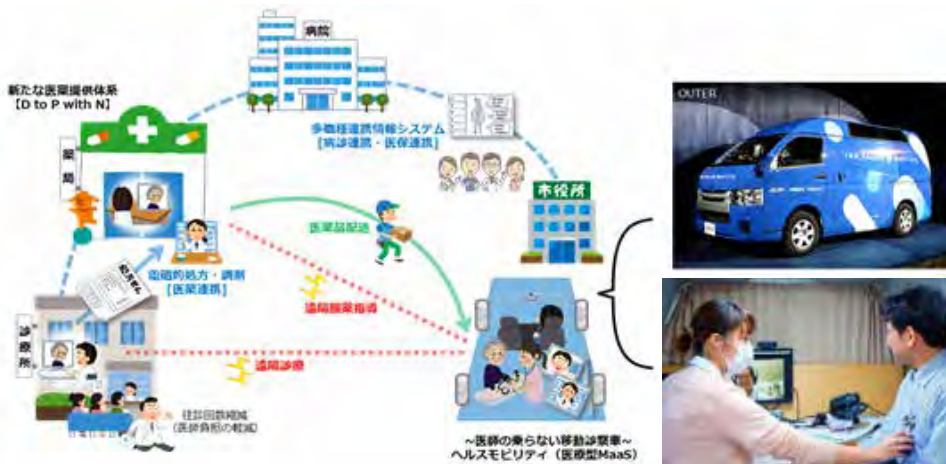 病院
新たな医薬提供体系
【D to P with N】
薬局
多職種連携情報システム
[病診連携・医保連携]
市役所
医薬品配送
処方せん
電磁的処方・調剤
[医薬連携]
遠隔服薬指導
診療所
遠隔診療
往診回数縮減
(医師負担の軽減)
~医師の乗らない移動診察車~
ヘルスモビリティ(医療型MaaS)
OUTER